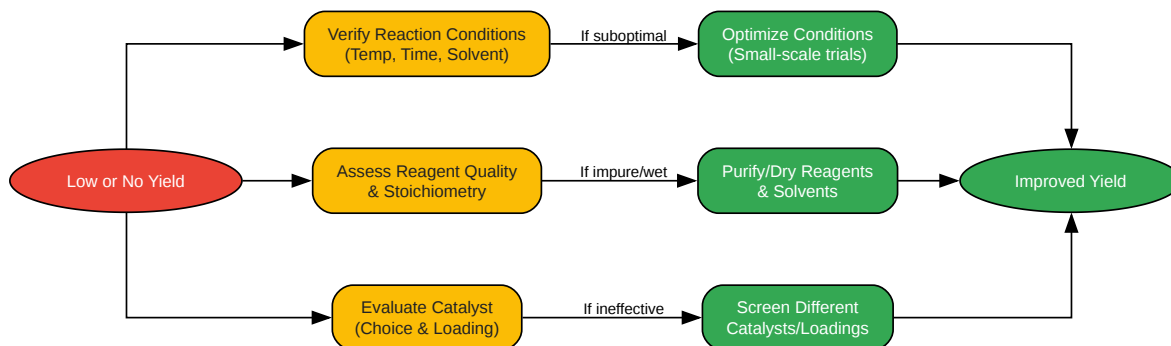 Verify Reaction Conditions
(Temp, Time, Solvent)
If suboptimal
Optimize Conditions
(Small-scale trials)
Low or No Yield
Assess Reagent Quality
& Stoichiometry
If impure/wet
Purify/Dry Reagents
& Solvents
Improved Yield
Evaluate Catalyst
(Choice & Loading)
If ineffective
Screen Different
Catalysts/Loadings